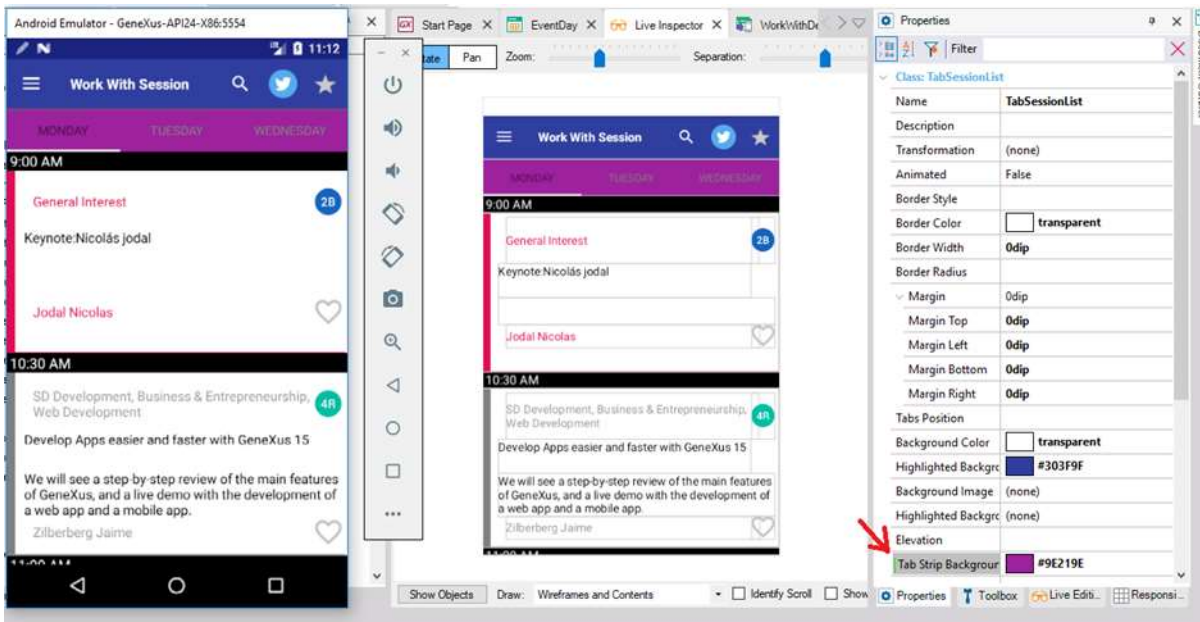 Android Emulator - GeneXus-API24-X86:5554
11:12
Work With Session
MONDAY TUESDAY WEDNESDAY
9:00 AM
General Interest
2B
Keynote:Nicolás jodal
Jodal Nicolas
10:30 AM
SD Development, Business & Entrepreneurship,
Web Development
4R
Develop Apps easier and faster with GeneXus 15
We will see a step-by-step review of the main features
of GeneXus, and a live demo with the development of
a web app and a mobile app.
Zilberberg Jaime
Start Page EventDay Live Inspector WorkWithDe
Pan Zoom: Separation:
Work With Session
MONDAY TUESDAY WEDNESDAY
9:00 AM
General Interest
2B
Keynote:Nicolás jodal
Jodal Nicolas
10:30 AM
SD Development, Business & Entrepreneurship,
Web Development
4R
Develop Apps easier and faster with GeneXus 15
We will see a step-by-step review of the main features
of GeneXus, and a live demo with the development of
a web app and a mobile app.
Zilberberg Jaime
Show Objects Draw: Wireframes and Contents Identify Scroll Show
Properties
Filter
Class: TabSessionList
Name TabSessionList
Description
Transformation (none)
Animated False
Border Style
Border Color transparent
Border Width 0dip
Border Radius
Margin 0dip
Margin Top 0dip
Margin Left 0dip
Margin Bottom 0dip
Margin Right 0dip
Tabs Position
Background Color transparent
Highlighted Backgrc #303F9F
Background Image (none)
Highlighted Backgrc (none)
Elevation
Tab Strip Backgrour #9E219E
Properties Toolbox Live Editi... Responsi...